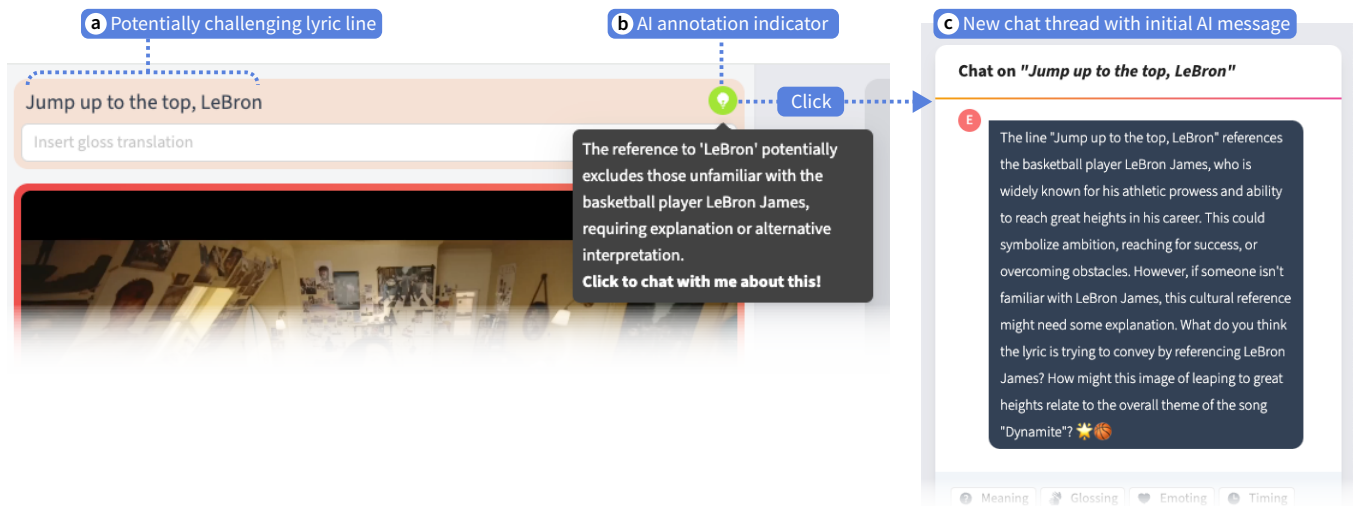 a Potentially challenging lyric line
b AI annotation indicator
c New chat thread with initial AI message
Jump up to the top, LeBron
Insert gloss translation
Click
The reference to 'LeBron' potentially
excludes those unfamiliar with the
basketball player LeBron James,
requiring explanation or alternative
interpretation.
Click to chat with me about this!
Chat on "Jump up to the top, LeBron"
E
The line "Jump up to the top, LeBron" references
the basketball player LeBron James, who is
widely known for his athletic prowess and ability
to reach great heights in his career. This could
symbolize ambition, reaching for success, or
overcoming obstacles. However, if someone isn't
familiar with LeBron James, this cultural reference
might need some explanation. What do you think
the lyric is trying to convey by referencing LeBron
James? How might this image of leaping to great
heights relate to the overall theme of the song
"Dynamite"? 🌟🏀
Meaning Glossing Emoting Timing